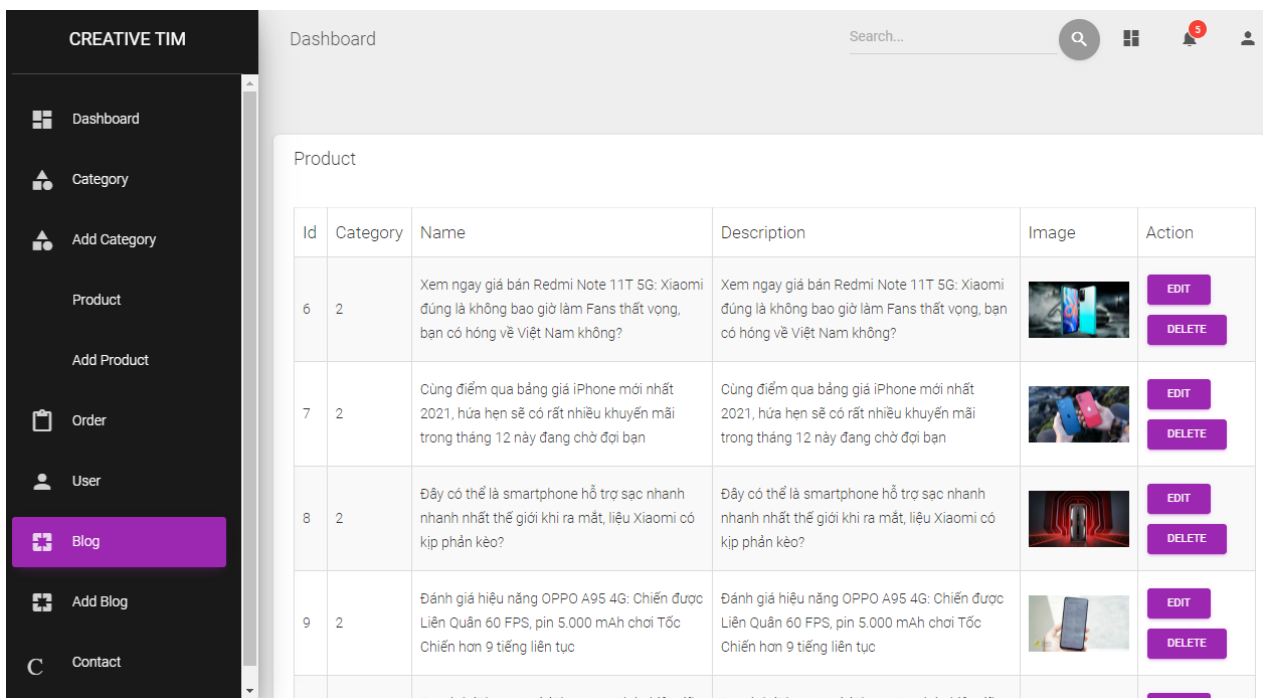 CREATIVE TIM
Dashboard
Search...
5
Dashboard
Category
Add Category
Product
Add Product
Order
User
Blog
Add Blog
C Contact
Product
Id Category Name Description Image Action
6 2
Xem ngay giá bán Redmi Note 11T 5G: Xiaomi
đúng là không bao giờ làm Fans thất vọng,
bạn có hóng về Việt Nam không?
Xem ngay giá bán Redmi Note 11T 5G: Xiaomi
đúng là không bao giờ làm Fans thất vọng, bạn
có hóng về Việt Nam không?
EDIT
DELETE
7 2
Cùng điểm qua bảng giá iPhone mới nhất
2021, hứa hẹn sẽ có rất nhiều khuyến mãi
trong tháng 12 này đang chờ đợi bạn
Cùng điểm qua bảng giá iPhone mới nhất
2021, hứa hẹn sẽ có rất nhiều khuyến mãi
trong tháng 12 này đang chờ đợi bạn
EDIT
DELETE
8 2
Đây có thể là smartphone hỗ trợ sạc nhanh
nhanh nhất thế giới khi ra mắt, liệu Xiaomi có
kịp phản kèo?
Đây có thể là smartphone hỗ trợ sạc nhanh
nhanh nhất thế giới khi ra mắt, liệu Xiaomi có
kịp phản kèo?
EDIT
DELETE
9 2
Đánh giá hiệu năng OPPO A95 4G: Chiến được
Liên Quân 60 FPS, pin 5.000 mAh chơi Tốc
Chiến hơn 9 tiếng liên tục
Đánh giá hiệu năng OPPO A95 4G: Chiến được
Liên Quân 60 FPS, pin 5.000 mAh chơi Tốc
Chiến hơn 9 tiếng liên tục
EDIT
DELETE